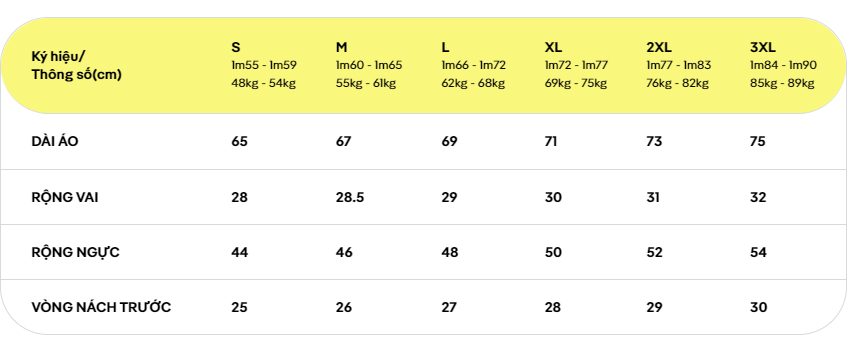 Ký hiệu/
Thông số(cm)
S
1m55 - 1m59
48kg - 54kg
M
1m60 - 1m65
55kg - 61kg
L
1m66 - 1m72
62kg - 68kg
XL
1m72 - 1m77
69kg - 75kg
2XL
1m77 - 1m83
76kg - 82kg
3XL
1m84 - 1m90
85kg - 89kg
DÀI ÁO 65 67 69 71 73 75
RỘNG VAI 28 28.5 29 30 31 32
RỘNG NGỰC 44 46 48 50 52 54
VÒNG NÁCH TRƯỚC 25 26 27 28 29 30